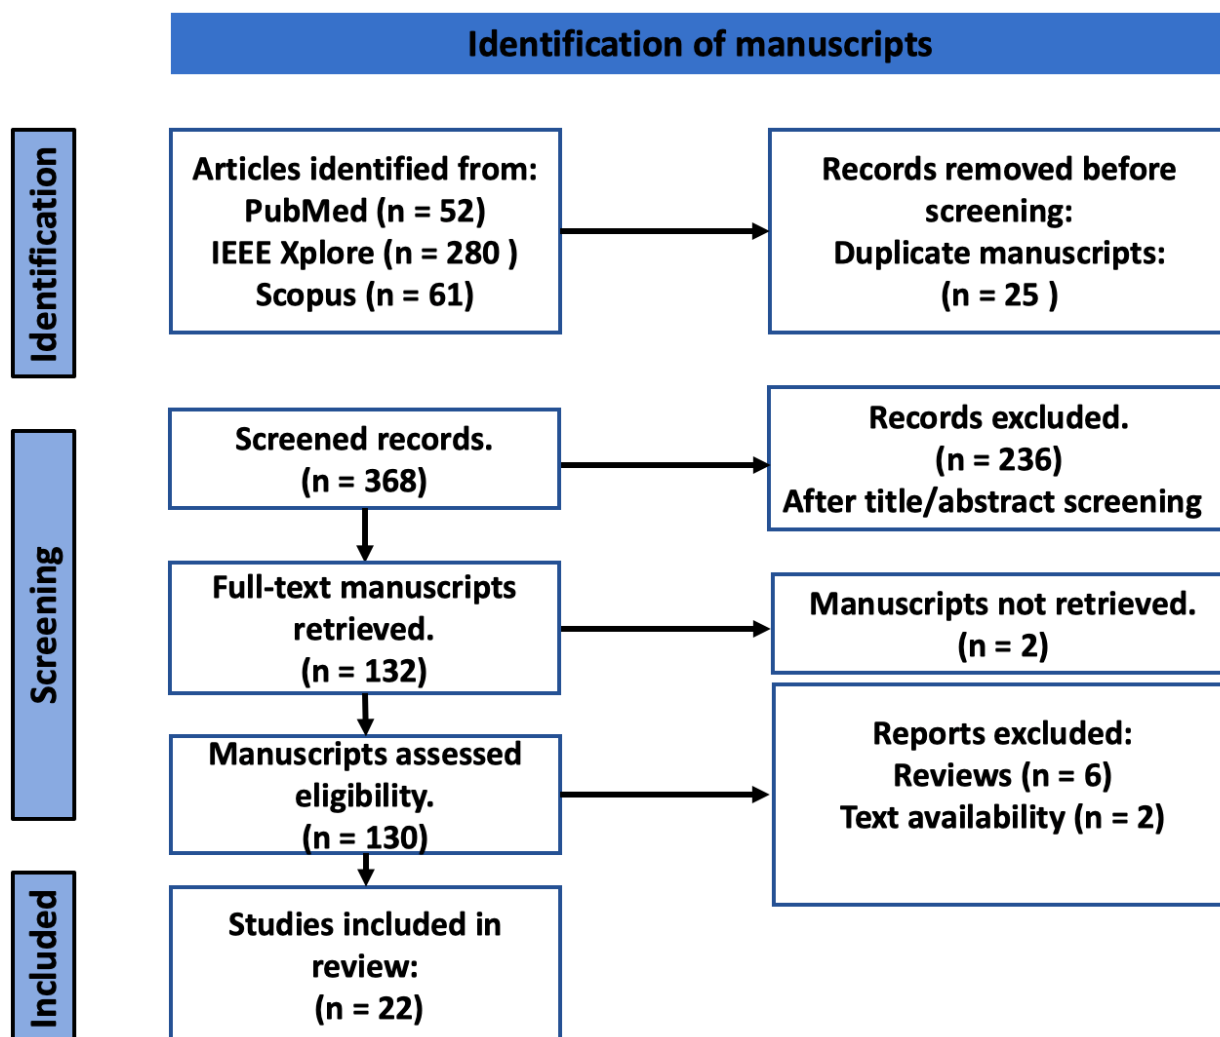 Identification of manuscripts
Identification
Articles identified from:
PubMed (n = 52)
IEEE Xplore (n = 280 )
Scopus (n = 61)
Records removed before
screening:
Duplicate manuscripts:
(n = 25 )
Screening
Screened records.
(n = 368)
Records excluded.
(n = 236)
After title/abstract screening
Full-text manuscripts
retrieved.
(n = 132)
Manuscripts not retrieved.
(n = 2)
Manuscripts assessed
eligibility.
(n = 130)
Reports excluded:
Reviews (n = 6)
Text availability (n = 2)
Included
Studies included in
review:
(n = 22)